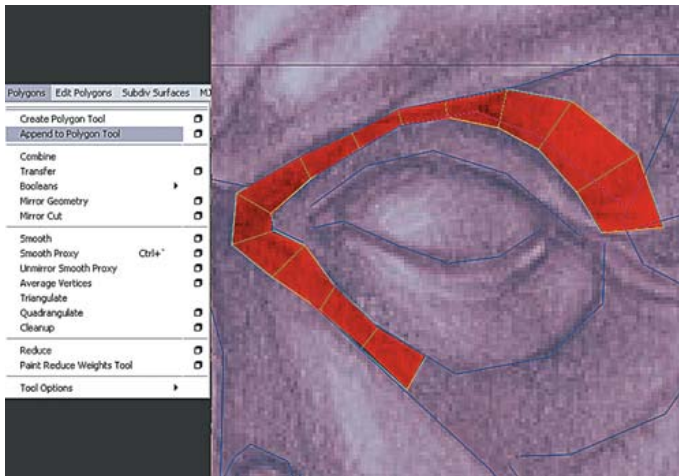 Polygons Edit Polygons Subdiv Surfaces
Create Polygon Tool
Append to Polygon Tool
Combine
Transfer
Booleans
Mirror Geometry
Mirror Cut
Smooth
Smooth Proxy Ctrl+`
Unmirror Smooth Proxy
Average Vertices
Triangulate
Quadrangulate
Cleanup
Reduce
Paint Reduce Weights Tool
Tool Options